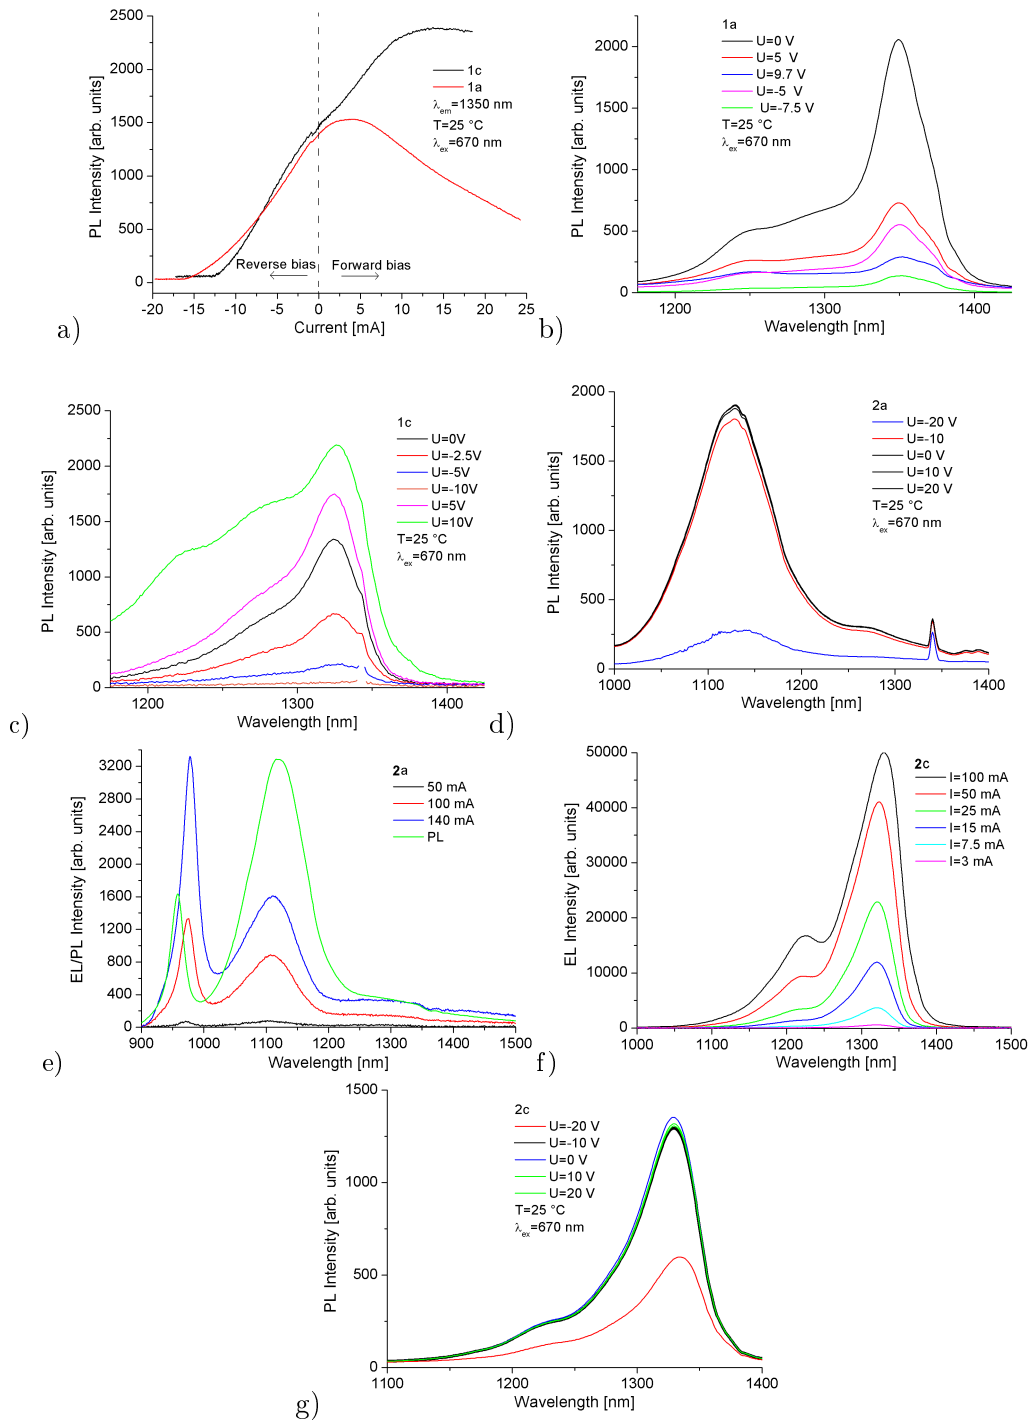 2500
2000
1500
1000
500
0
PL Intensity [arb. units]
1c
1a
λem=1350 nm
T=25 °C
λex=670 nm
Reverse bias
Forward bias
-20 -15 -10 -5 0 5 10 15 20 25
Current [mA]
a)
2000
1500
1000
500
0
PL Intensity [arb. units]
1a
U=0 V
U=5 V
U=9.7 V
U=-5 V
U=-7.5 V
T=25 °C
λex=670 nm
1200 1300 1400
Wavelength [nm]
b)
2500
2000
1500
1000
500
0
PL Intensity [arb. units]
1c
U=0V
U=-2.5V
U=-5V
U=-10V
U=5V
U=10V
T=25 °C
λex=670 nm
1200 1300 1400
Wavelength [nm]
c)
2000
1500
1000
500
0
PL Intensity [arb. units]
2a
U=-20 V
U=-10
U=0 V
U=10 V
U=20 V
T=25 °C
λex=670 nm
1000 1100 1200 1300 1400
Wavelength [nm]
d)
3200
2800
2400
2000
1600
1200
800
400
0
EL/PL Intensity [arb. units]
2a
50 mA
100 mA
140 mA
PL
900 1000 1100 1200 1300 1400 1500
Wavelength [nm]
e)
50000
40000
30000
20000
10000
0
EL Intensity [arb. units]
2c
I=100 mA
I=50 mA
I=25 mA
I=15 mA
I=7.5 mA
I=3 mA
1000 1100 1200 1300 1400 1500
Wavelength [nm]
f)
1500
1000
500
0
PL Intensity [arb. units]
2c
U=-20 V
U=-10 V
U=0 V
U=10 V
U=20 V
T=25 °C
λex=670 nm
1100 1200 1300 1400
Wavelength [nm]
g)